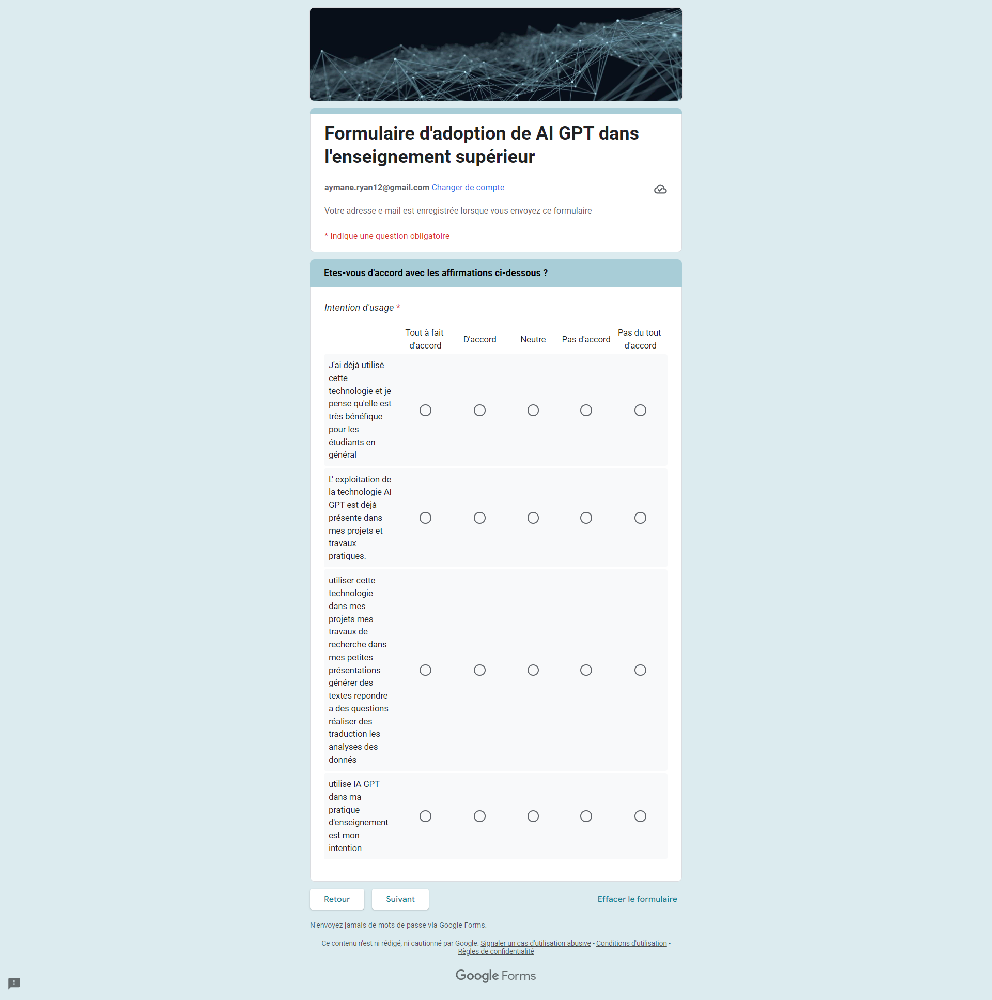 Formulaire d'adoption de AI GPT dans
l'enseignement supérieur
aymane.ryan12@gmail.com Changer de compte
Votre adresse e-mail est enregistrée lorsque vous envoyez ce formulaire
* Indique une question obligatoire
Etes-vous d'accord avec les affirmations ci-dessous ?
Intention d'usage *
Tout à fait
d'accord
D'accord
Neutre
Pas d'accord
Pas du tout
d'accord
J'ai déjà utilisé
cette
technologie et je
pense qu'elle est
très bénéfique
pour les
étudiants en
général
L' exploitation de
la technologie AI
GPT est déjà
présente dans
mes projets et
travaux
pratiques.
utiliser cette
technologie
dans mes
projets mes
travaux de
recherche dans
mes petites
présentations
générer des
textes repondre
a des questions
réaliser des
traduction les
analyses des
donnés
utilise IA GPT
dans ma
pratique
d'enseignement
est mon
intention
Retour
Suivant
Effacer le formulaire
N'envoyez jamais de mots de passe via Google Forms.
Ce contenu n'est ni rédigé, ni cautionné par Google. Signaler un cas d'utilisation abusive - Conditions d'utilisation -
Règles de confidentialité
Google Forms